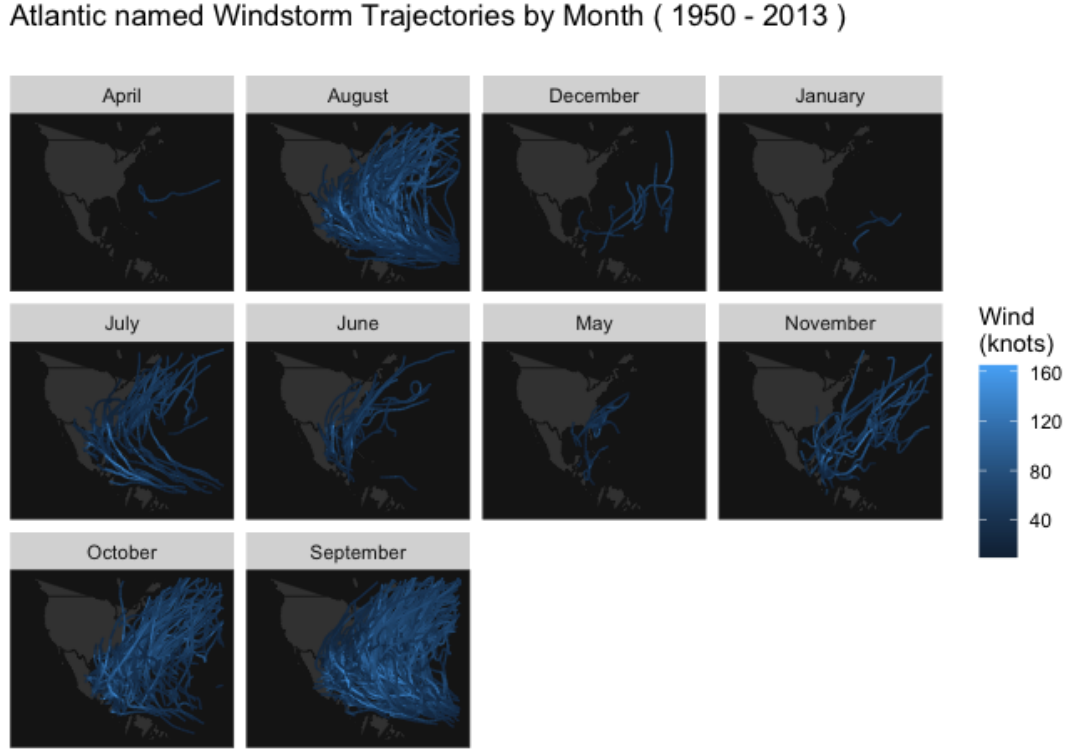 Atlantic named Windstorm Trajectories by Month ( 1950 - 2013 )
April
August
December
January
July
June
May
November
October
September
Wind
(knots)
160
120
80
40